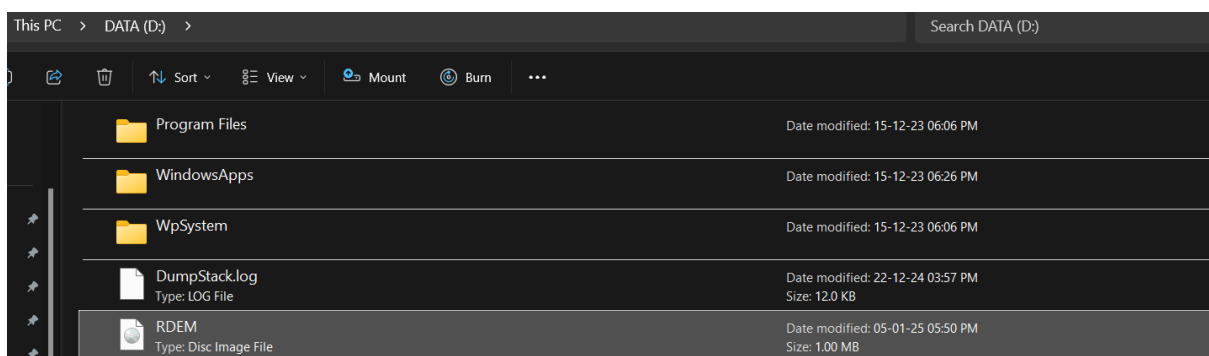 This PC > DATA (D:) > Search DATA (D:)
Sort View Mount Burn •••
Program Files Date modified: 15-12-23 06:06 PM
WindowsApps Date modified: 15-12-23 06:26 PM
WpSystem Date modified: 15-12-23 06:06 PM
DumpStack.log Date modified: 22-12-24 03:57 PM
Type: LOG File Size: 12.0 KB
RDEM Date modified: 05-01-25 05:50 PM
Type: Disc Image File Size: 1.00 MB